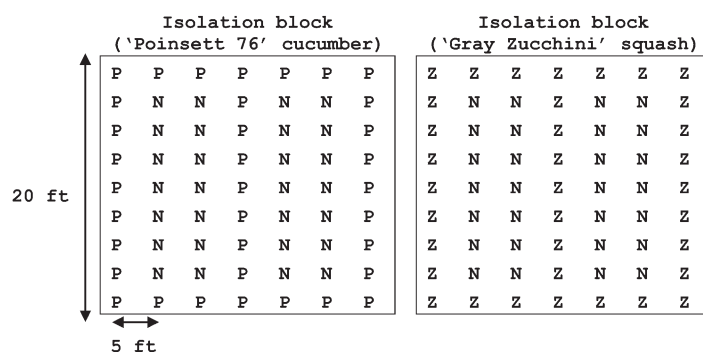 Isolation block
(‘Poinsett 76’ cucumber)
Isolation block
(‘Gray Zucchini’ squash)
P P P P P P P Z Z Z Z Z Z Z
P N N P N N P Z N N Z N N Z
P N N P N N P Z N N Z N N Z
P N N P N N P Z N N Z N N Z
20 ft
P N N P N N P Z N N Z N N Z
P N N P N N P Z N N Z N N Z
P N N P N N P Z N N Z N N Z
P N N P N N P Z N N Z N N Z
P P P P P P P Z Z Z Z Z Z Z
5 ft